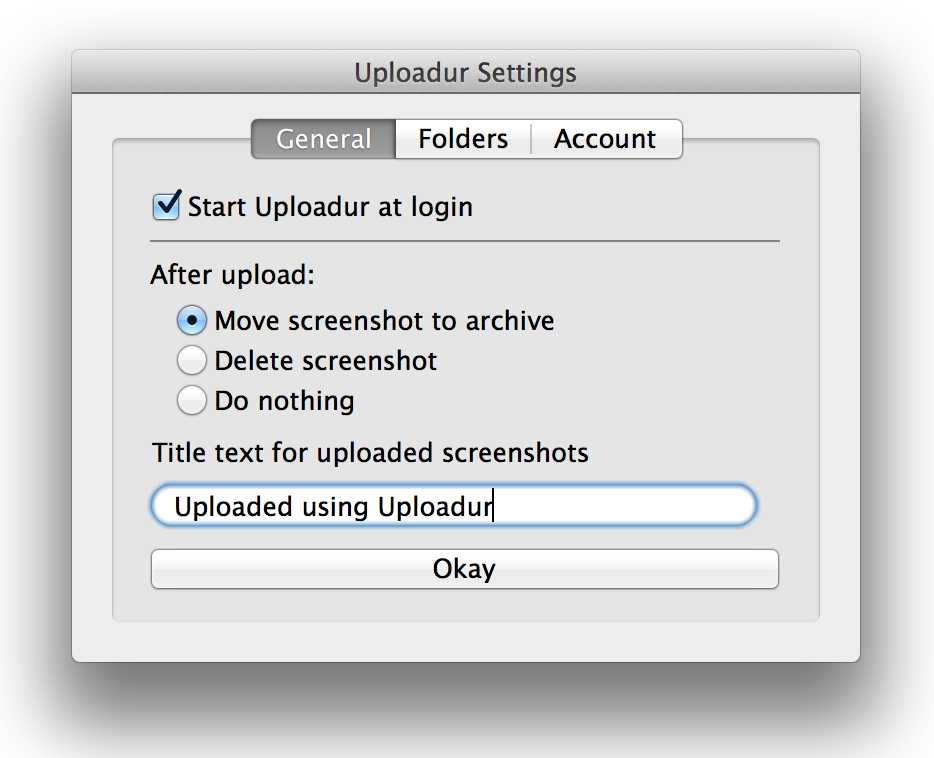 Uploadur Settings
General Folders Account
Start Uploadur at login
After upload:
Move screenshot to archive
Delete screenshot
Do nothing
Title text for uploaded screenshots
Uploaded using Uploadur
Okay